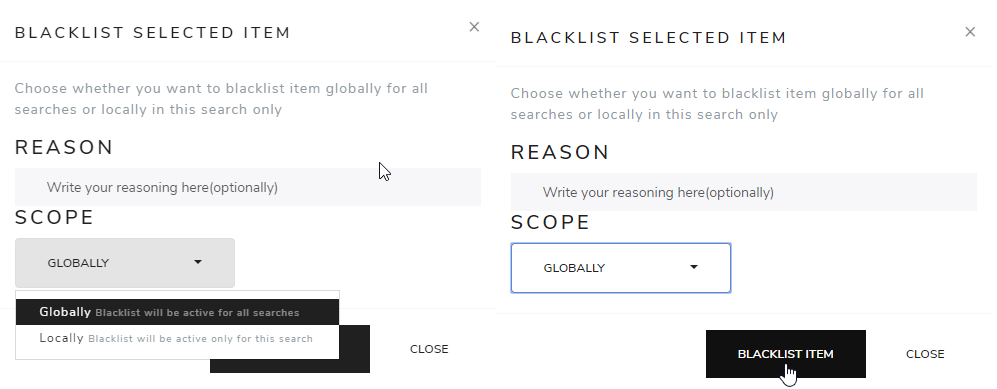 BLACKLIST SELECTED ITEM
×
Choose whether you want to blacklist item globally for all
searches or locally in this search only
REASON
Write your reasoning here(optionally)
SCOPE
GLOBALLY
Globally Blacklist will be active for all searches
Locally Blacklist will be active only for this search
CLOSE
BLACKLIST SELECTED ITEM
×
Choose whether you want to blacklist item globally for all
searches or locally in this search only
REASON
Write your reasoning here(optionally)
SCOPE
GLOBALLY
BLACKLIST ITEM CLOSE